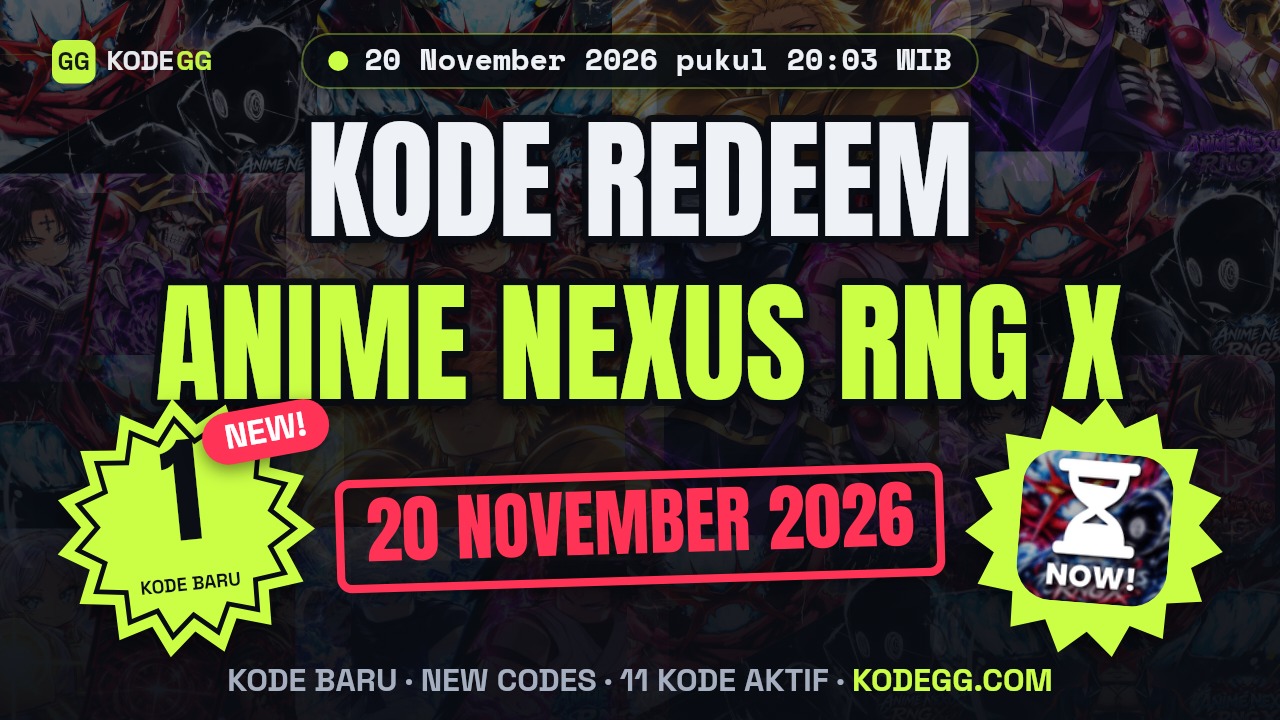 GG KODEGG
20 November 2026 pukul 20:03 WIB
KODE REDEEM
ANIME NEXUS RNG X
NEW!
1
KODE BARU
20 NOVEMBER 2026
NOW!
KODE BARU · NEW CODES · 11 KODE AKTIF · KODEGG.COM